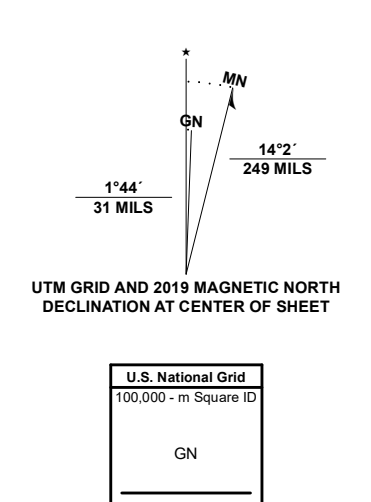 ★
MN
GN
14°2´
249 MILS
1°44´
31 MILS
UTM GRID AND 2019 MAGNETIC NORTH
DECLINATION AT CENTER OF SHEET
U.S. National Grid
100,000 - m Square ID
GN